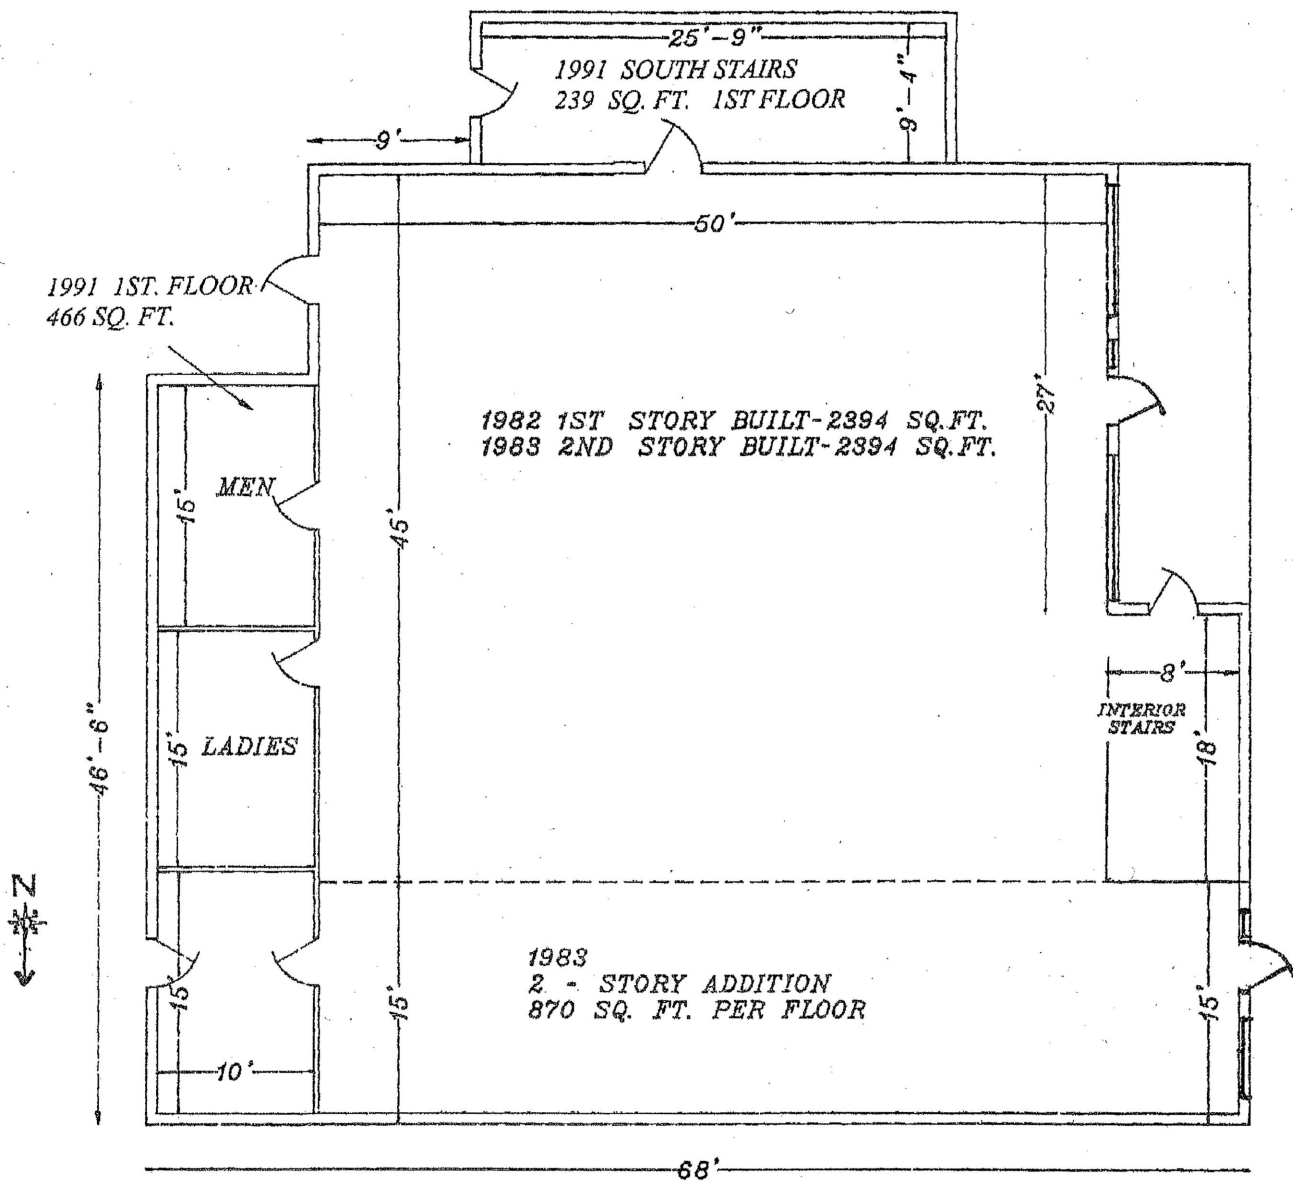 25'-9"
1991 SOUTH STAIRS
239 SQ. FT. 1ST FLOOR
9'-4"
9'
50'
1991 1ST. FLOOR
466 SQ. FT.
27'
1982 1ST STORY BUILT-2394 SQ.FT.
1983 2ND STORY BUILT-2394 SQ.FT.
MEN
15'
45'
8'
INTERIOR
STAIRS
18'
46'-6"
15'
LADIES
N
1983
2 - STORY ADDITION
870 SQ. FT. PER FLOOR
15'
15'
15'
10'
68'